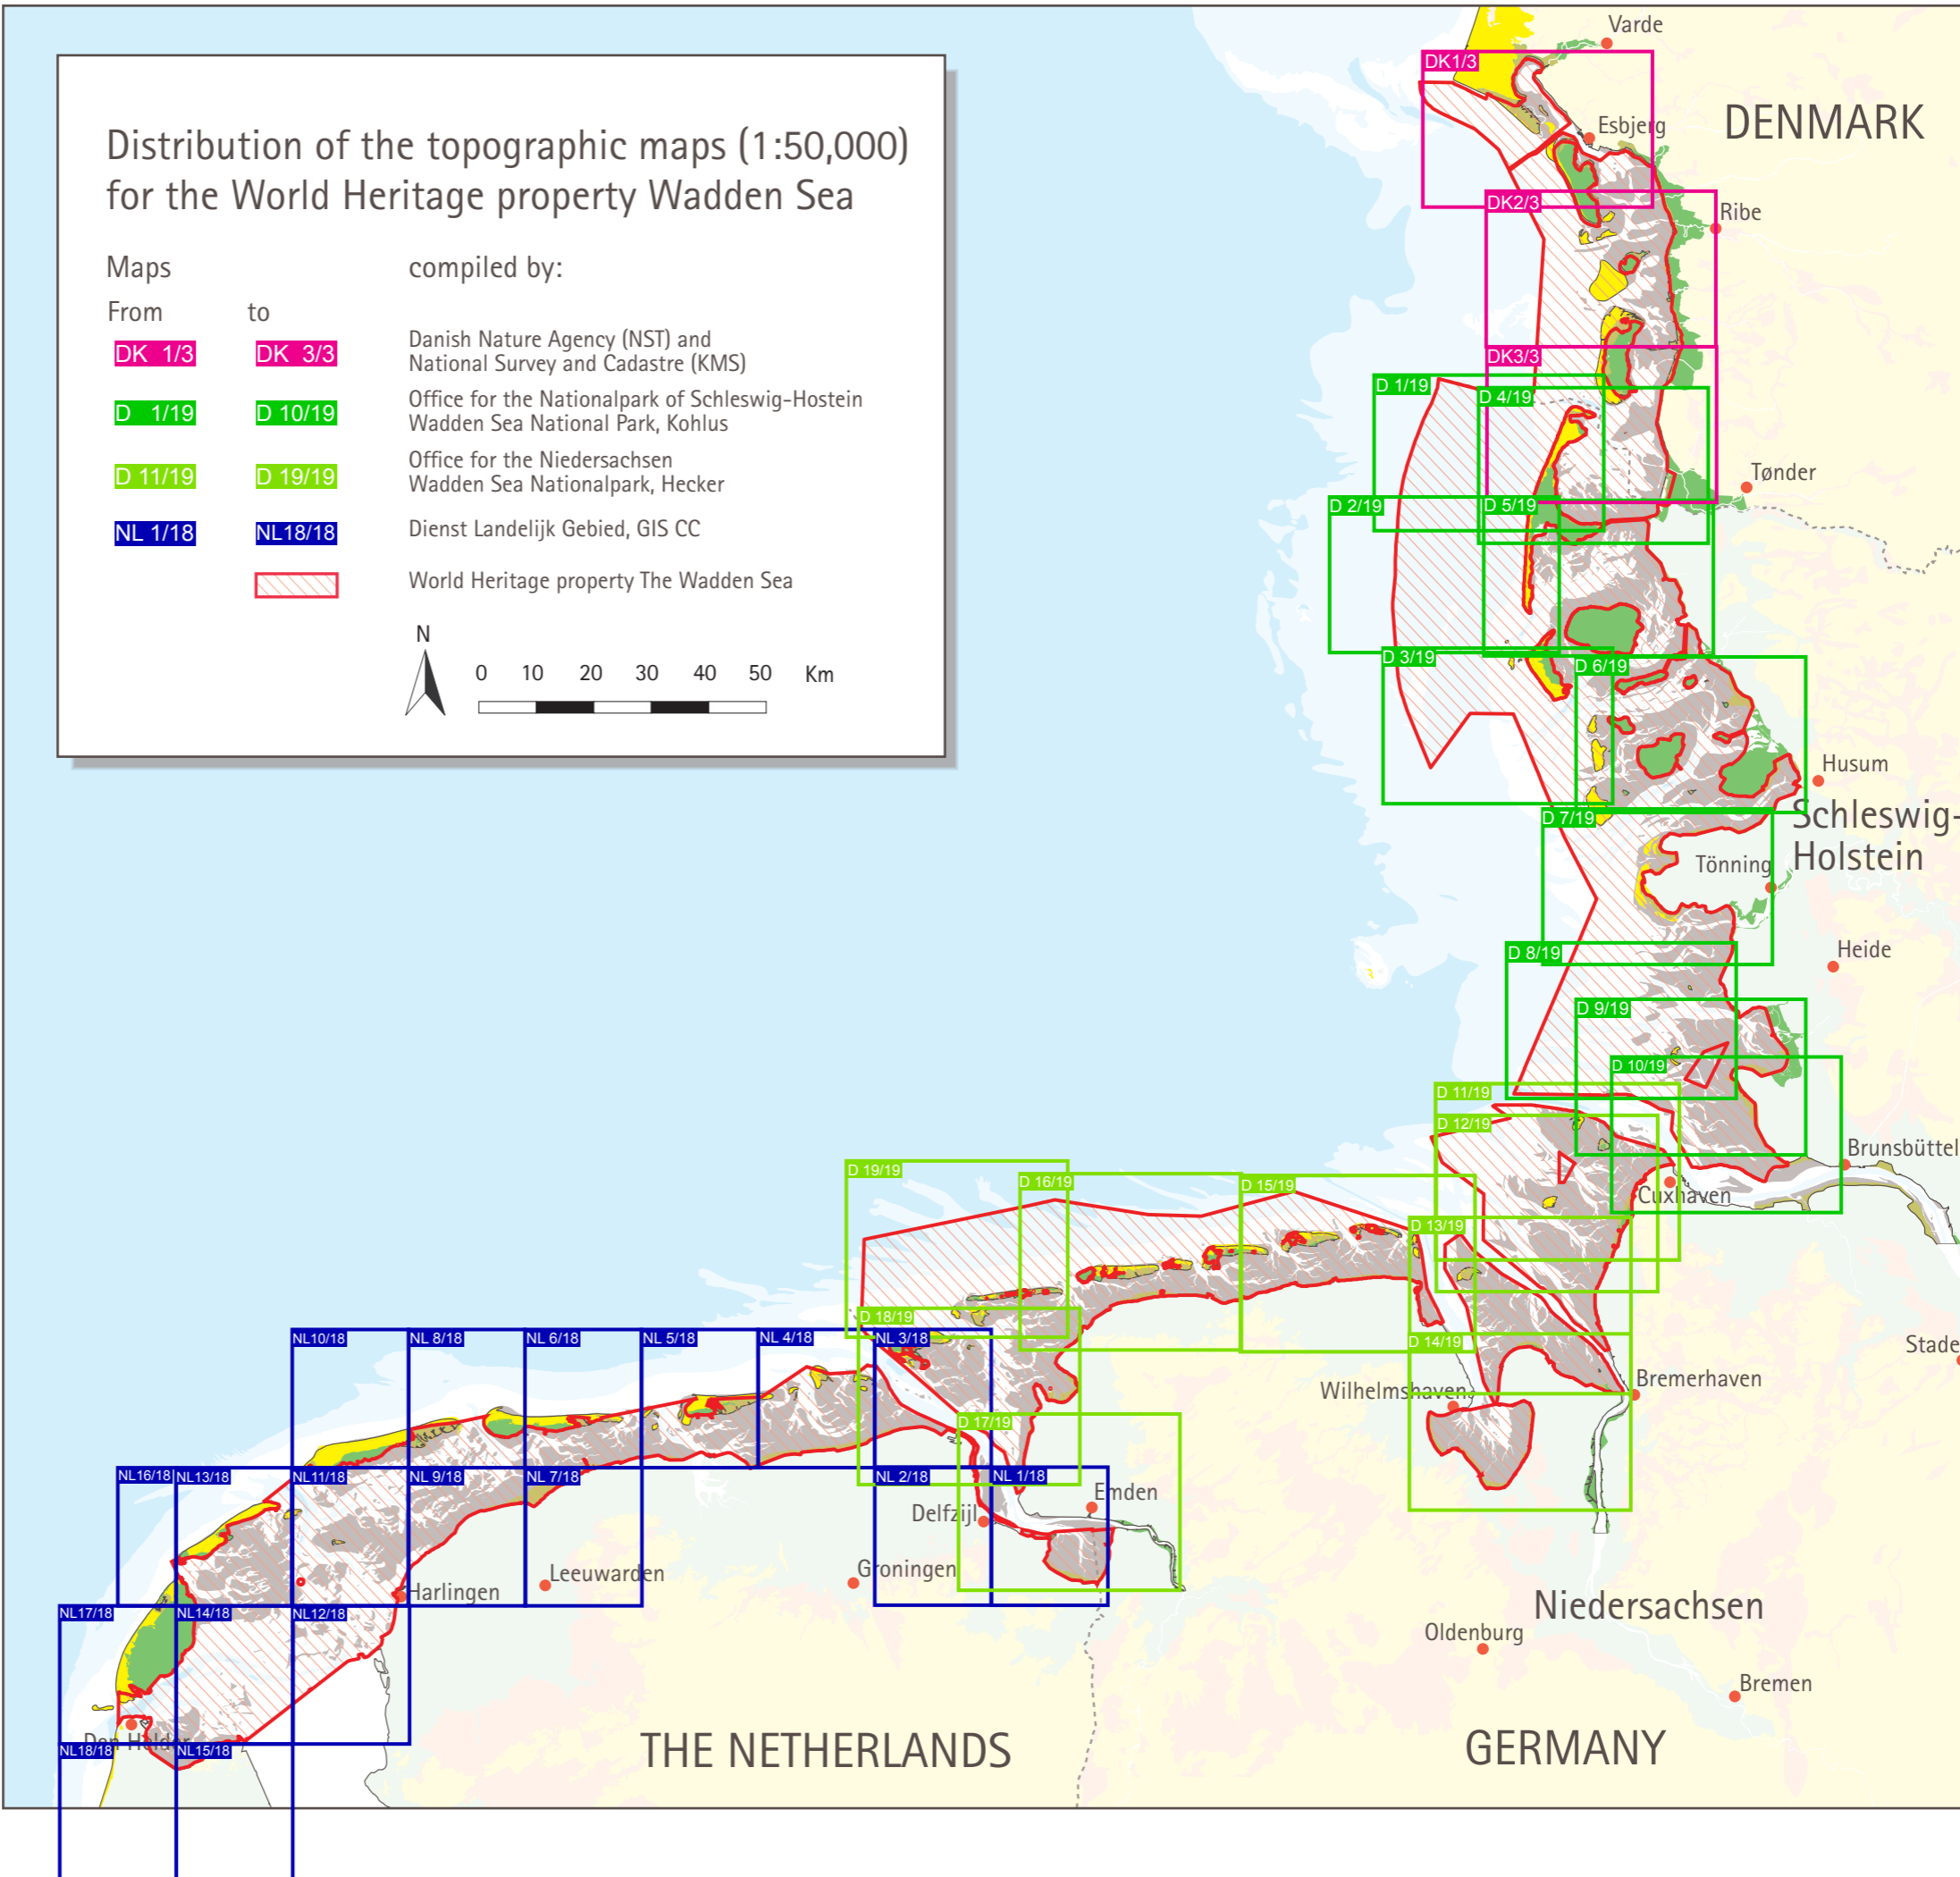 Distribution of the topographic maps (1:50,000)
for the World Heritage property Wadden Sea
Maps compiled by:
From to
DK 1/3 DK 3/3 Danish Nature Agency (NST) and
National Survey and Cadastre (KMS)
D 1/19 D 10/19 Office for the Nationalpark of Schleswig-Hostein
Wadden Sea National Park, Kohlus
D 11/19 D 19/19 Office for the Niedersachsen
Wadden Sea Nationalpark, Hecker
NL 1/18 NL18/18 Dienst Landelijk Gebied, GIS CC
World Heritage property The Wadden Sea
N
0 10 20 30 40 50 Km
Varde
DK1/3
DENMARK
Esbjerg
DK2/3
Ribe
DK3/3
D 1/19
D 4/19
Tønder
D 2/19
D 5/19
D 3/19
D 6/19
Husum
Schleswig-
Holstein
D 7/19
Tönning
D 8/19
Heide
D 9/19
D 10/19
D 11/19
D 12/19
Brunsbüttel
Cuxhaven
D 19/19
D 16/19
D 15/19
D 13/19
D 18/19
D 14/19
Stade
NL10/18
NL 8/18
NL 6/18
NL 5/18
NL 4/18
NL 3/18
Wilhelmshaven
Bremerhaven
D 17/19
NL16/18
NL13/18
NL11/18
NL 9/18
NL 7/18
NL 2/18
NL 1/18
Emden
Delfzijl
Groningen
Leeuwarden
Harlingen
NL17/18
NL14/18
NL12/18
Niedersachsen
Oldenburg
Bremen
Den Helder
NL18/18
NL15/18
THE NETHERLANDS
GERMANY